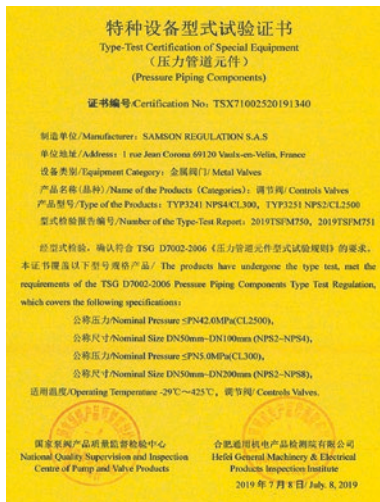 特种设备型式试验证书
Type-Test Certification of Special Equipment
(压力管道元件)
(Pressure Piping Components)
证书编号/Certification No: TSX71002520191340
制造单位/Manufacturer: SAMSON REGULATION S.A.S
单位地址/Address: 1 rue Jean Corona 69120 Vaulx-en-Velin, France
设备类别/Equipment Category: 金属阀门/ Metal Valves
产品名称(品种)/Name of the Products (Categories): 调节阀/ Controls Valves
产品型号/Type of the Products: TYP3241 NPS4/CL300, TYP3251 NPS2/CL2500
型式检验报告编号/Number of the Type-Test Report: 2019TSFM750, 2019TSFM751
经型式检验,确认符合 TSG D7002-2006《压力管道元件型式试验规则》的要求。
本证书覆盖以下型号规格产品/ The products have undergone the type test, met the
requirements of the TSG D7002-2006 Pressure Piping Components Type Test Regulation,
which covers the following specifications:
公称压力/Nominal Pressure ≤PN42.0MPa(CL2500)
公称尺寸/Nominal Size DN50mm~DN100mm (NPS2~NPS4)
公称压力/Nominal Pressure ≤PN5.0MPa(CL300)
公称尺寸/Nominal Size DN50mm~DN200mm (NPS2~NPS8)
适用温度/Operating Temperature -29℃~425℃, 调节阀/ Controls Valves.
国家泵阀产品质量监督检验中心
National Quality Supervision and Inspection
Centre of Pump and Valve Products
合肥通用机电产品检测院有限公司
Hefei General Machinery & Electrical
Products Inspection Institute
2019 年 7 月 8 日/ July. 8, 2019